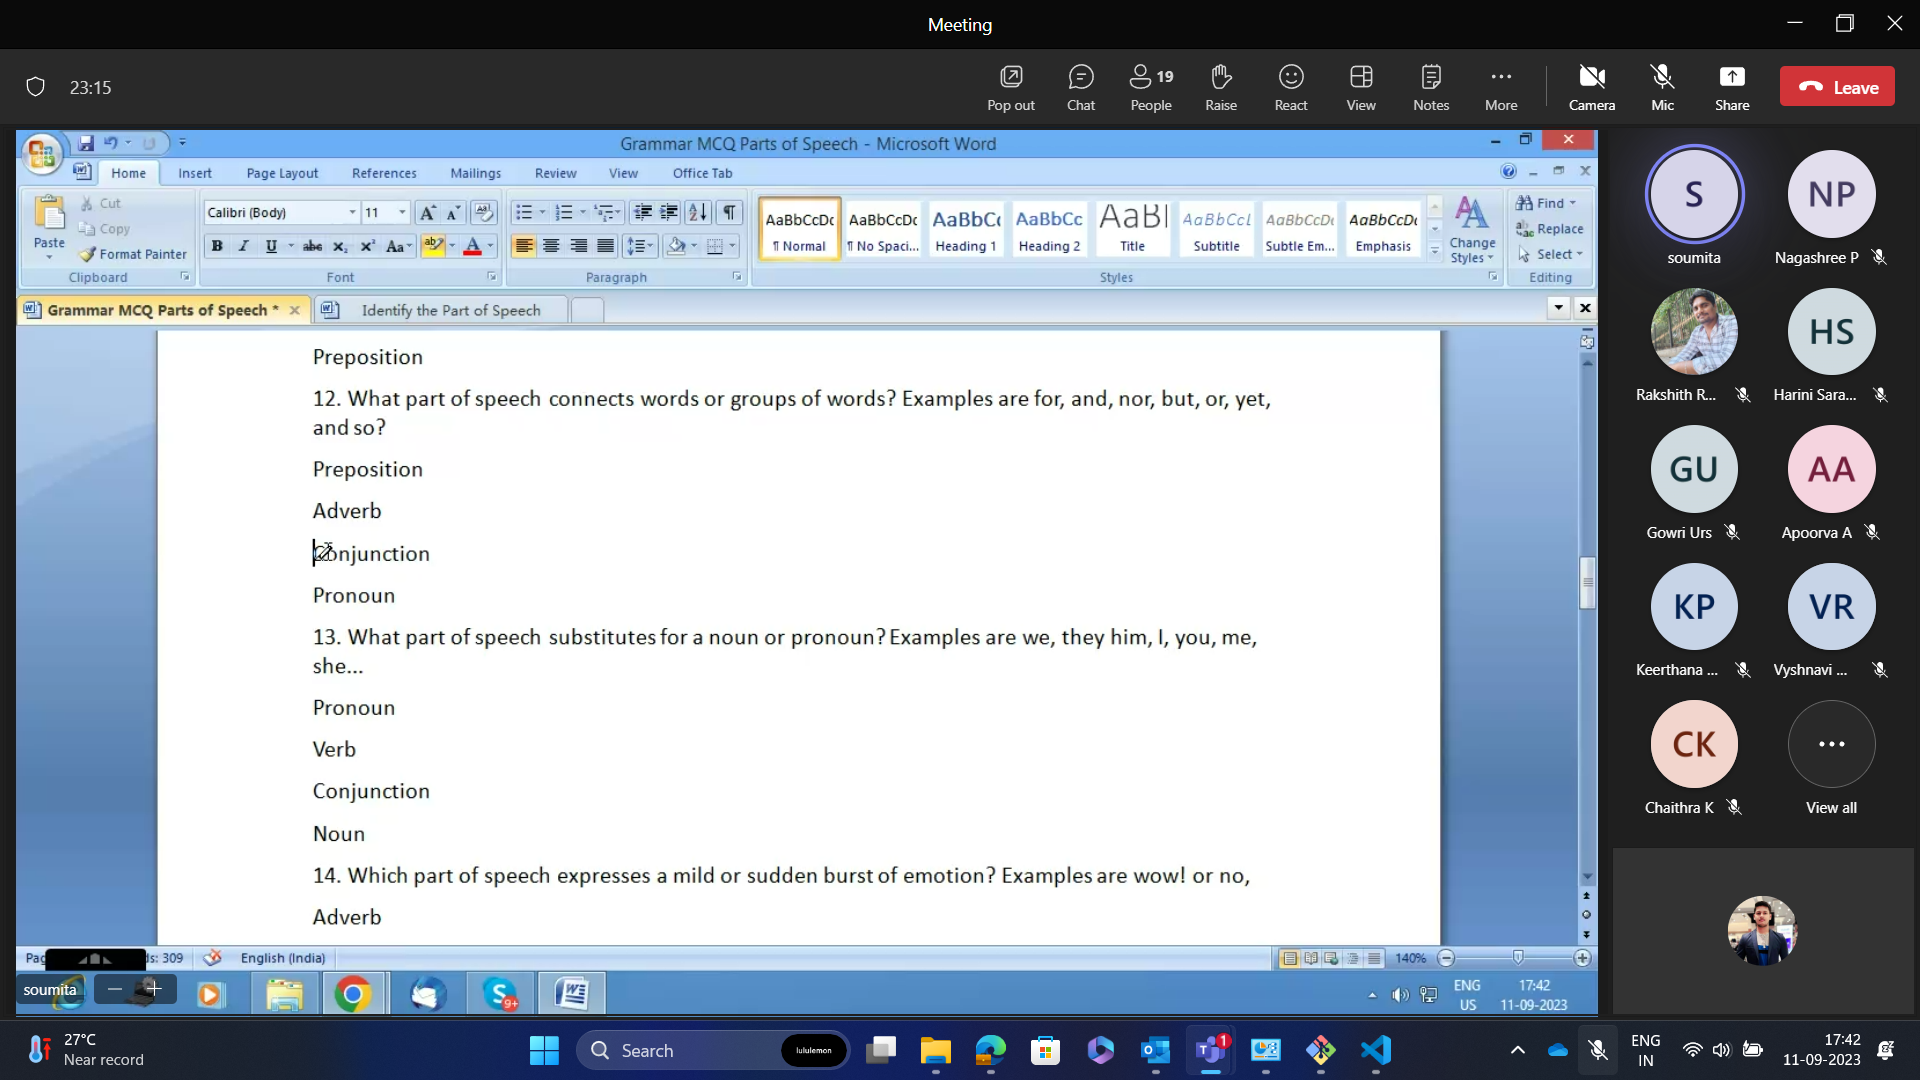 Meeting
23:15
Pop out
Chat
People 19
Raise
React
View
Notes
More
Camera
Mic
Share
Leave
Grammar MCQ Parts of Speech - Microsoft Word
Home Insert Page Layout References Mailings Review View Office Tab
Paste
Cut
Copy
Format Painter
Clipboard
Calibri (Body) 11
Font
Paragraph
AaBbCcDc ¶ Normal
AaBbCcDc ¶ No Spaci...
AaBbC Heading 1
AaBbCc Heading 2
AaB Title
AaBbCcL Subtitle
AaBbCcDc Subtle Em...
AaBbCcDc Emphasis
Change Styles
Styles
Find
Replace
Select
Editing
Grammar MCQ Parts of Speech *
Identify the Part of Speech
Preposition
12. What part of speech connects words or groups of words? Examples are for, and, nor, but, or, yet,
and so?
Preposition
Adverb
Conjunction
Pronoun
13. What part of speech substitutes for a noun or pronoun? Examples are we, they him, I, you, me,
she...
Pronoun
Verb
Conjunction
Noun
14. Which part of speech expresses a mild or sudden burst of emotion? Examples are wow! or no,
Adverb
S
soumita
NP
Nagashree P
Rakshith R...
HS
Harini Sara...
GU
Gowri Urs
AA
Apoorva A
KP
Keerthana ...
VR
Vyshnavi ...
CK
Chaithra K
View all
: 309 English (India) 140%
soumita
9+
ENG
US
17:42
11-09-2023
27°C
Near record
Search
lululemon
1
ENG
IN
17:42
11-09-2023